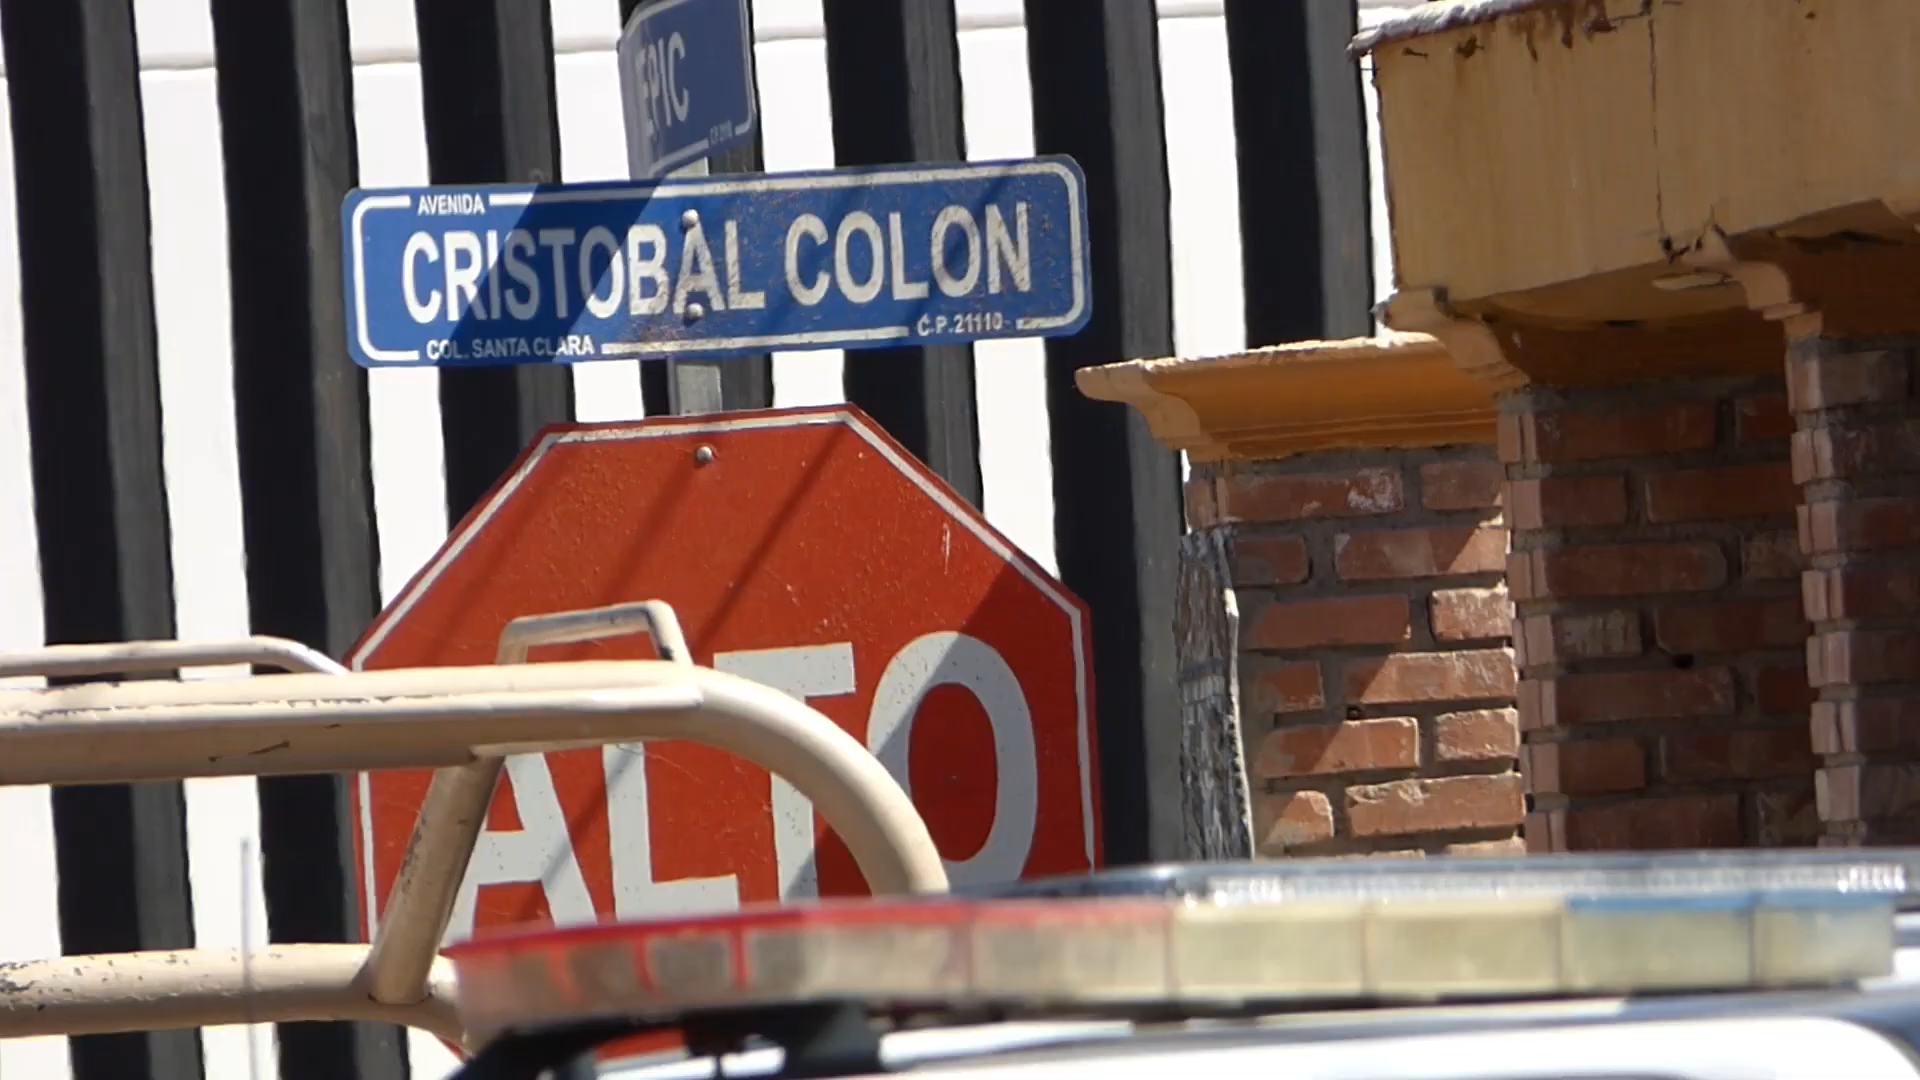 EPIC
AVENIDA
CRISTOBAL COLON
COL. SANTA CLARA
C.P. 21110
ALTO